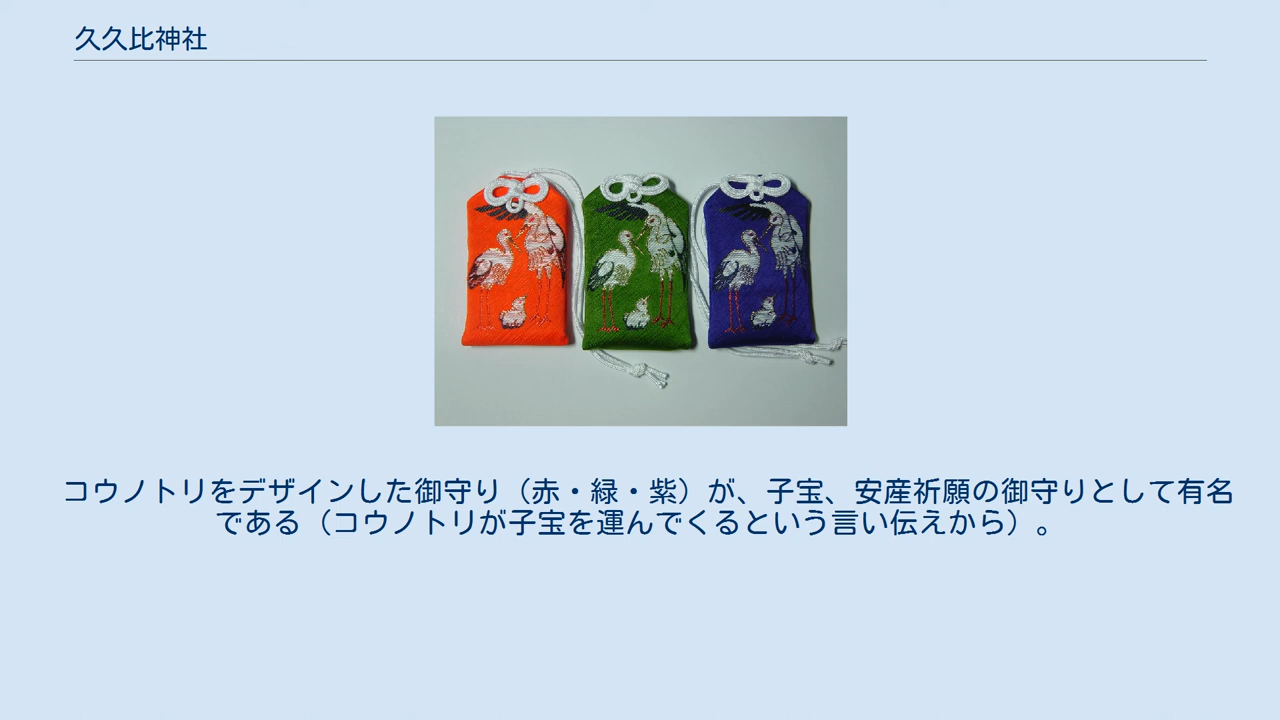 久久比神社
コウノトリをデザインした御守り（赤・緑・紫）が、子宝、安産祈願の御守りとして有名
である（コウノトリが子宝を運んでくるという言い伝えから）。